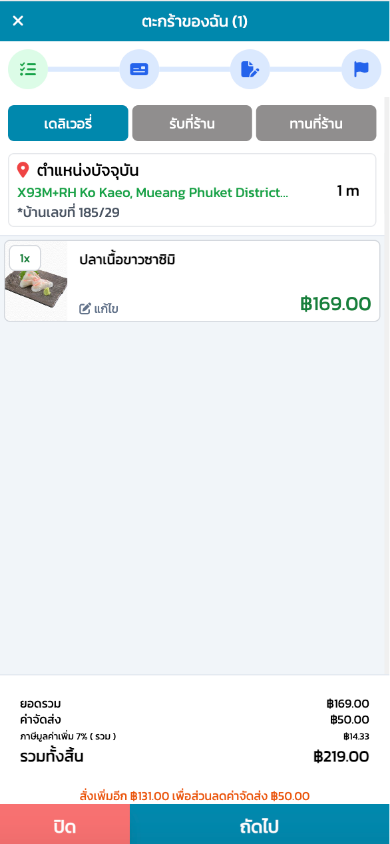 ตะกร้าของฉัน (1)
เดลิเวอรี่
รับที่ร้าน
ทานที่ร้าน
ตำแหน่งปัจจุบัน
X93M+RH Ko Kaeo, Mueang Phuket District...
1 m
*บ้านเลขที่ 185/29
1x
ปลาเนื้อขาวซาซิมิ
แก้ไข
฿169.00
ยอดรวม ฿169.00
ค่าจัดส่ง ฿50.00
ภาษีมูลค่าเพิ่ม 7% ( รวม ) ฿14.33
รวมทั้งสิ้น ฿219.00
สั่งเพิ่มอีก ฿131.00 เพื่อส่วนลดค่าจัดส่ง ฿50.00
ปิด
ถัดไป